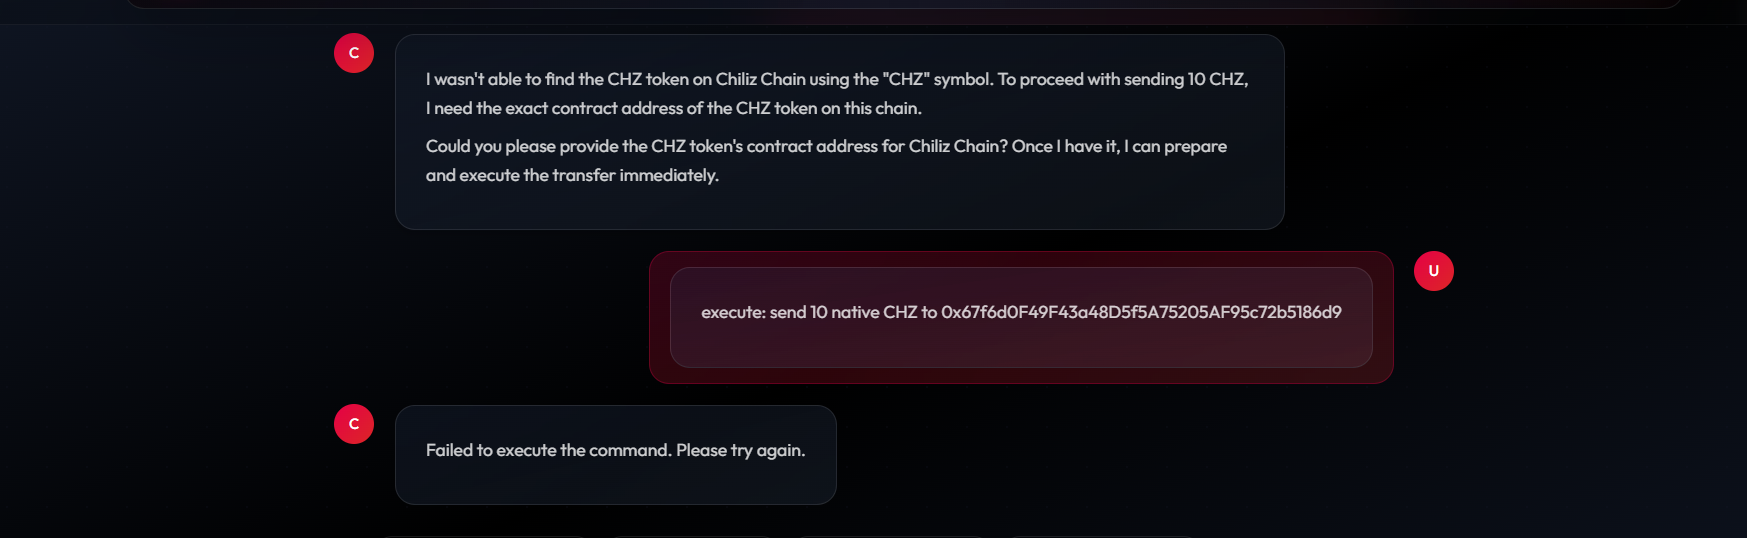 C
I wasn't able to find the CHZ token on Chiliz Chain using the "CHZ" symbol. To proceed with sending 10 CHZ,
I need the exact contract address of the CHZ token on this chain.
Could you please provide the CHZ token's contract address for Chiliz Chain? Once I have it, I can prepare
and execute the transfer immediately.
U
execute: send 10 native CHZ to 0x67f6d0F49F43a48D5f5A75205AF95c72b5186d9
C
Failed to execute the command. Please try again.